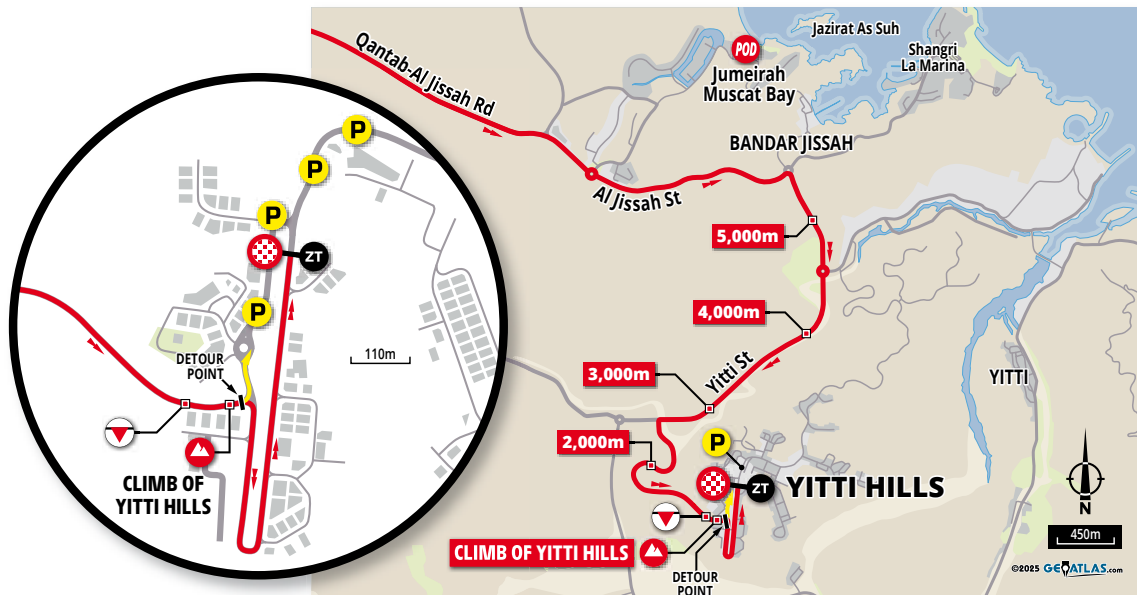 Qantab-Al Jissah Rd
POD
Jumeirah
Muscat Bay
Jazirat As Suh
Shangri
La Marina
BANDAR JISSAH
Al Jissah St
5,000m
4,000m
Yitti St
3,000m
2,000m
YITTI
P
ZT
YITTI HILLS
CLIMB OF YITTI HILLS
DETOUR
POINT
N
450m
©2025 GEOATLAS.com
P
P
P
ZT
P
110m
DETOUR
POINT
CLIMB OF
YITTI HILLS